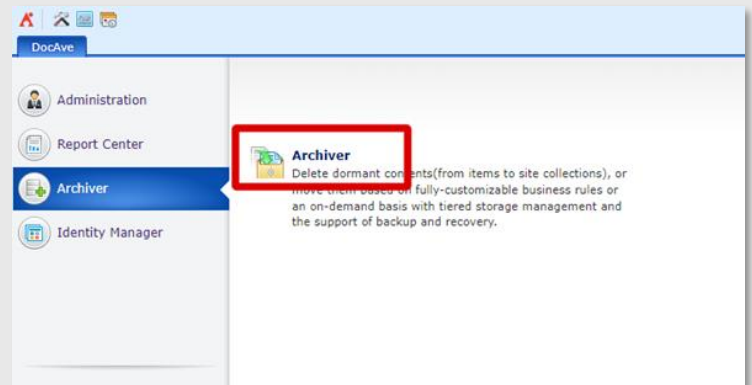 DocAve
Administration
Report Center
Archiver
Identity Manager
Archiver
Delete dormant contents(from items to site collections), or
move them based on fully-customizable business rules or
an on-demand basis with tiered storage management and
the support of backup and recovery.